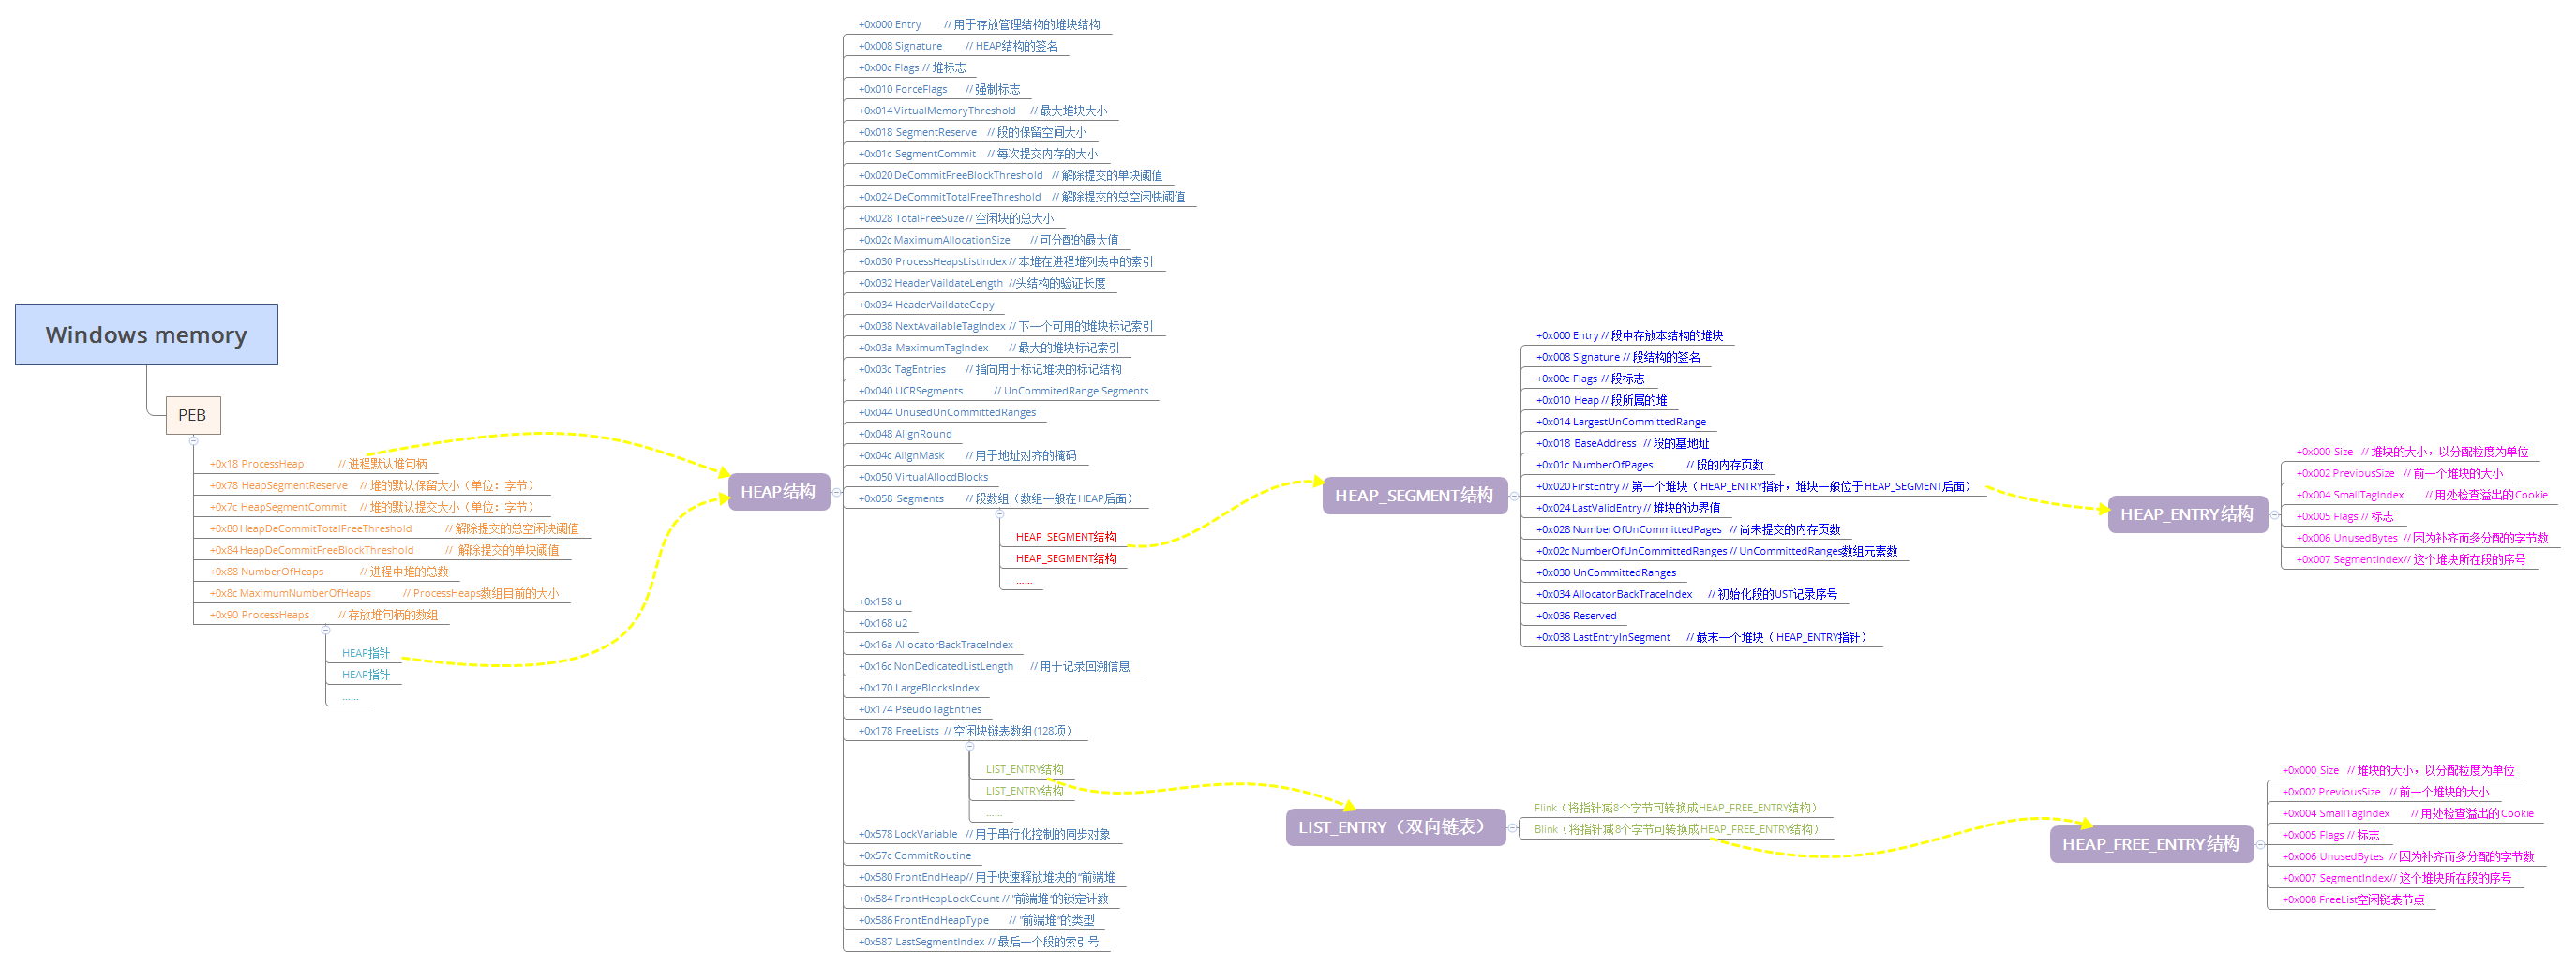 Windows memory
PEB
+0x18 ProcessHeap // 进程默认堆句柄
+0x78 HeapSegmentReserve // 堆的默认保留大小（单位：字节）
+0x7c HeapSegmentCommit // 堆的默认提交大小（单位：字节）
+0x80 HeapDeCommitTotalFreeThreshold // 解除提交的总空闲块阈值
+0x84 HeapDeCommitFreeBlockThreshold // 解除提交的单块阈值
+0x88 NumberOfHeaps // 进程中堆的总数
+0x8c MaximumNumberOfHeaps // ProcessHeaps数组目前的大小
+0x90 ProcessHeaps // 存放堆句柄的数组
HEAP指针
HEAP指针
......
HEAP结构
+0x000 Entry // 用于存放管理结构的堆块结构
+0x008 Signature // HEAP结构的签名
+0x00c Flags // 堆标志
+0x010 ForceFlags // 强制标志
+0x014 VirtualMemoryThreshold // 最大堆块大小
+0x018 SegmentReserve // 段的保留空间大小
+0x01c SegmentCommit // 每次提交内存的大小
+0x020 DeCommitFreeBlockThreshold // 解除提交的单块阈值
+0x024 DeCommitTotalFreeThreshold // 解除提交的总空闲快阈值
+0x028 TotalFreeSuze // 空闲块的总大小
+0x02c MaximumAllocationSize // 可分配的最大值
+0x030 ProcessHeapsListIndex // 本堆在进程堆列表中的索引
+0x032 HeaderVaildateLength //头结构的验证长度
+0x034 HeaderVaildateCopy
+0x038 NextAvailableTagIndex // 下一个可用的堆块标记索引
+0x03a MaximumTagIndex // 最大的堆块标记索引
+0x03c TagEntries // 指向用于标记堆块的标记结构
+0x040 UCRSegments // UnCommitedRange Segments
+0x044 UnusedUnCommittedRanges
+0x048 AlignRound
+0x04c AlignMask // 用于地址对齐的掩码
+0x050 VirtualAllocdBlocks
+0x058 Segments // 段数组（数组一般在HEAP后面）
HEAP_SEGMENT结构
HEAP_SEGMENT结构
......
+0x158 u
+0x168 u2
+0x16a AllocatorBackTraceIndex
+0x16c NonDedicatedListLength // 用于记录回溯信息
+0x170 LargeBlocksIndex
+0x174 PseudoTagEntries
+0x178 FreeLists // 空闲块链表数组(128项）
LIST_ENTRY结构
LIST_ENTRY结构
......
+0x578 LockVariable // 用于串行化控制的同步对象
+0x57c CommitRoutine
+0x580 FrontEndHeap// 用于快速释放堆块的“前端堆
+0x584 FrontHeapLockCount // “前端堆”的锁定计数
+0x586 FrontEndHeapType // “前端堆”的类型
+0x587 LastSegmentIndex // 最后一个段的索引号
HEAP_SEGMENT结构
+0x000 Entry // 段中存放本结构的堆块
+0x008 Signature // 段结构的签名
+0x00c Flags // 段标志
+0x010 Heap // 段所属的堆
+0x014 LargestUnCommittedRange
+0x018 BaseAddress // 段的基地址
+0x01c NumberOfPages // 段的内存页数
+0x020 FirstEntry // 第一个堆块（ HEAP_ENTRY指针，堆块一般位于HEAP_SEGMENT后面）
+0x024 LastValidEntry // 堆块的边界值
+0x028 NumberOfUnCommittedPages // 尚未提交的内存页数
+0x02c NumberOfUnCommittedRanges // UnCommittedRanges数组元素数
+0x030 UnCommittedRanges
+0x034 AllocatorBackTraceIndex // 初始化段的UST记录序号
+0x036 Reserved
+0x038 LastEntryInSegment // 最末一个堆块（ HEAP_ENTRY指针）
HEAP_ENTRY结构
+0x000 Size // 堆块的大小，以分配粒度为单位
+0x002 PreviousSize // 前一个堆块的大小
+0x004 SmallTagIndex // 用处检查溢出的Cookie
+0x005 Flags // 标志
+0x006 UnusedBytes // 因为补齐而多分配的字节数
+0x007 SegmentIndex// 这个堆块所在段的序号
LIST_ENTRY（双向链表）
Flink（将指针减8个字节可转换成HEAP_FREE_ENTRY结构）
Blink（将指针减8个字节可转换成HEAP_FREE_ENTRY结构）
HEAP_FREE_ENTRY结构
+0x000 Size // 堆块的大小，以分配粒度为单位
+0x002 PreviousSize // 前一个堆块的大小
+0x004 SmallTagIndex // 用处检查溢出的Cookie
+0x005 Flags // 标志
+0x006 UnusedBytes // 因为补齐而多分配的字节数
+0x007 SegmentIndex// 这个堆块所在段的序号
+0x008 FreeList空闲链表节点